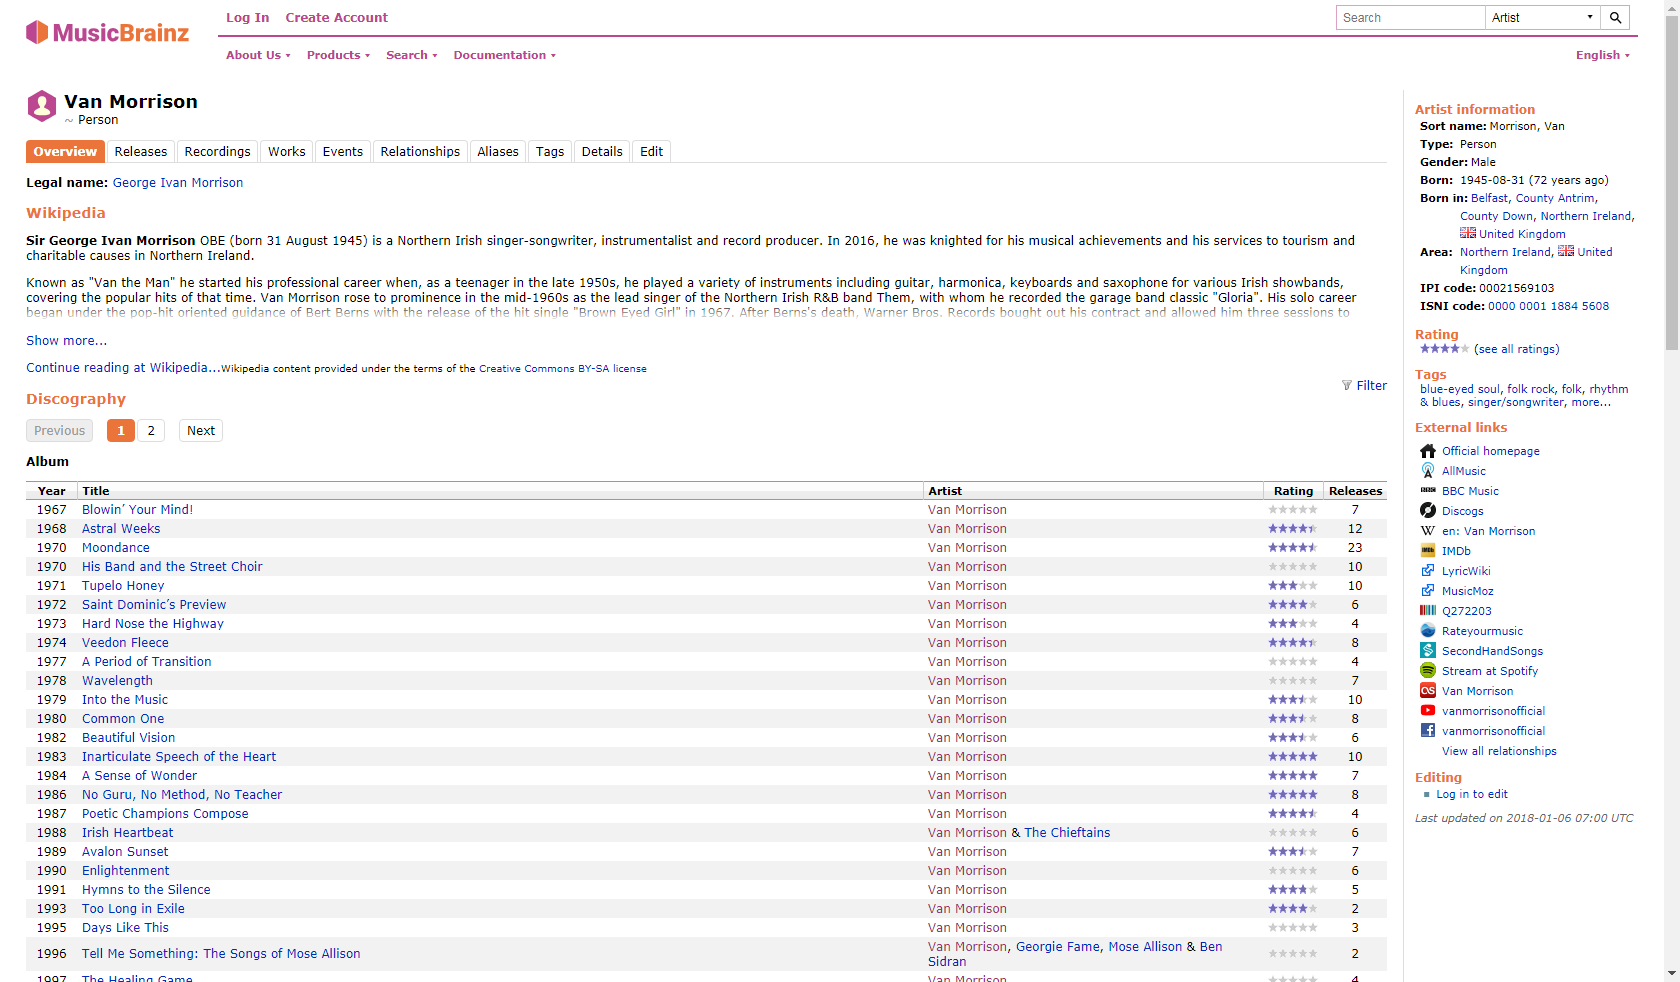 MusicBrainz
Log In Create Account
Search Artist
About Us Products Search Documentation
English
Van Morrison
~ Person
Overview Releases Recordings Works Events Relationships Aliases Tags Details Edit
Legal name: George Ivan Morrison
Wikipedia
Sir George Ivan Morrison OBE (born 31 August 1945) is a Northern Irish singer-songwriter, instrumentalist and record producer. In 2016, he was knighted for his musical achievements and his services to tourism and
charitable causes in Northern Ireland.
Known as "Van the Man" he started his professional career when, as a teenager in the late 1950s, he played a variety of instruments including guitar, harmonica, keyboards and saxophone for various Irish showbands,
covering the popular hits of that time. Van Morrison rose to prominence in the mid-1960s as the lead singer of the Northern Irish R&B band Them, with whom he recorded the garage band classic "Gloria". His solo career
began under the pop-hit oriented guidance of Bert Berns with the release of the hit single "Brown Eyed Girl" in 1967. After Berns's death, Warner Bros. Records bought out his contract and allowed him three sessions to
Show more...
Continue reading at Wikipedia...Wikipedia content provided under the terms of the Creative Commons BY-SA license
Filter
Discography
Previous 1 2 Next
Album
Year Title Artist Rating Releases
1967 Blowin’ Your Mind! Van Morrison 7
1968 Astral Weeks Van Morrison 12
1970 Moondance Van Morrison 23
1970 His Band and the Street Choir Van Morrison 10
1971 Tupelo Honey Van Morrison 10
1972 Saint Dominic’s Preview Van Morrison 6
1973 Hard Nose the Highway Van Morrison 4
1974 Veedon Fleece Van Morrison 8
1977 A Period of Transition Van Morrison 4
1978 Wavelength Van Morrison 7
1979 Into the Music Van Morrison 10
1980 Common One Van Morrison 8
1982 Beautiful Vision Van Morrison 6
1983 Inarticulate Speech of the Heart Van Morrison 10
1984 A Sense of Wonder Van Morrison 7
1986 No Guru, No Method, No Teacher Van Morrison 8
1987 Poetic Champions Compose Van Morrison 4
1988 Irish Heartbeat Van Morrison & The Chieftains 6
1989 Avalon Sunset Van Morrison 7
1990 Enlightenment Van Morrison 6
1991 Hymns to the Silence Van Morrison 5
1993 Too Long in Exile Van Morrison 2
1995 Days Like This Van Morrison 3
1996 Tell Me Something: The Songs of Mose Allison Van Morrison, Georgie Fame, Mose Allison & Ben 2
Sidran
1997 The Healing Game Van Morrison 4
Artist information
Sort name: Morrison, Van
Type: Person
Gender: Male
Born: 1945-08-31 (72 years ago)
Born in: Belfast, County Antrim,
County Down, Northern Ireland,
United Kingdom
Area: Northern Ireland, United
Kingdom
IPI code: 00021569103
ISNI code: 0000 0001 1884 5608
Rating
(see all ratings)
Tags
blue-eyed soul, folk rock, folk, rhythm
& blues, singer/songwriter, more...
External links
Official homepage
AllMusic
BBC BBC Music
Discogs
W en: Van Morrison
IMDb IMDb
LyricWiki
MusicMoz
Q272203
Rateyourmusic
SecondHandSongs
Stream at Spotify
Van Morrison
vanmorrisonofficial
vanmorrisonofficial
View all relationships
Editing
Log in to edit
Last updated on 2018-01-06 07:00 UTC